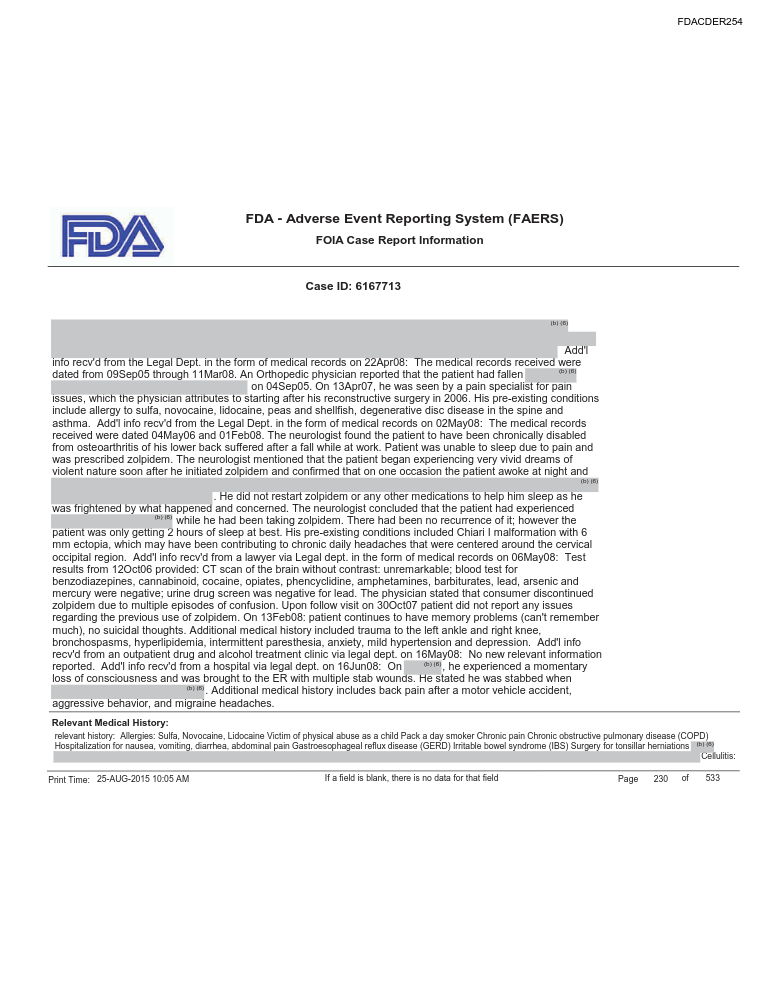 FDACDER254
FDA
FDA - Adverse Event Reporting System (FAERS)
FOIA Case Report Information
Case ID: 6167713
(b) (6)
Add'l
info recv'd from the Legal Dept. in the form of medical records on 22Apr08:  The medical records received were
dated from 09Sep05 through 11Mar08. An Orthopedic physician reported that the patient had fallen (b) (6)
on 04Sep05. On 13Apr07, he was seen by a pain specialist for pain
issues, which the physician attributes to starting after his reconstructive surgery in 2006. His pre-existing conditions
include allergy to sulfa, novocaine, lidocaine, peas and shellfish, degenerative disc disease in the spine and
asthma.  Add'l info recv'd from the Legal Dept. in the form of medical records on 02May08:  The medical records
received were dated 04May06 and 01Feb08. The neurologist found the patient to have been chronically disabled
from osteoarthritis of his lower back suffered after a fall while at work. Patient was unable to sleep due to pain and
was prescribed zolpidem. The neurologist mentioned that the patient began experiencing very vivid dreams of
violent nature soon after he initiated zolpidem and confirmed that on one occasion the patient awoke at night and
(b) (6)
. He did not restart zolpidem or any other medications to help him sleep as he
was frightened by what happened and concerned. The neurologist concluded that the patient had experienced
(b) (6) while he had been taking zolpidem. There had been no recurrence of it; however the
patient was only getting 2 hours of sleep at best. His pre-existing conditions included Chiari I malformation with 6
mm ectopia, which may have been contributing to chronic daily headaches that were centered around the cervical
occipital region.  Add'l info recv'd from a lawyer via Legal dept. in the form of medical records on 06May08:  Test
results from 12Oct06 provided: CT scan of the brain without contrast: unremarkable; blood test for
benzodiazepines, cannabinoid, cocaine, opiates, phencyclidine, amphetamines, barbiturates, lead, arsenic and
mercury were negative; urine drug screen was negative for lead. The physician stated that consumer discontinued
zolpidem due to multiple episodes of confusion. Upon follow visit on 30Oct07 patient did not report any issues
regarding the previous use of zolpidem. On 13Feb08: patient continues to have memory problems (can't remember
much), no suicidal thoughts. Additional medical history included trauma to the left ankle and right knee,
bronchospasms, hyperlipidemia, intermittent paresthesia, anxiety, mild hypertension and depression.  Add'l info
recv'd from an outpatient drug and alcohol treatment clinic via legal dept. on 16May08:  No new relevant information
reported.  Add'l info recv'd from a hospital via legal dept. on 16Jun08:  On (b) (6), he experienced a momentary
loss of consciousness and was brought to the ER with multiple stab wounds. He stated he was stabbed when
(b) (6). Additional medical history includes back pain after a motor vehicle accident,
aggressive behavior, and migraine headaches.
Relevant Medical History:
relevant history:  Allergies: Sulfa, Novocaine, Lidocaine Victim of physical abuse as a child Pack a day smoker Chronic pain Chronic obstructive pulmonary disease (COPD)
Hospitalization for nausea, vomiting, diarrhea, abdominal pain Gastroesophageal reflux disease (GERD) Irritable bowel syndrome (IBS) Surgery for tonsillar herniations (b) (6)
Cellulitis:
Print Time:  25-AUG-2015 10:05 AM If a field is blank, there is no data for that field Page 230 of 533